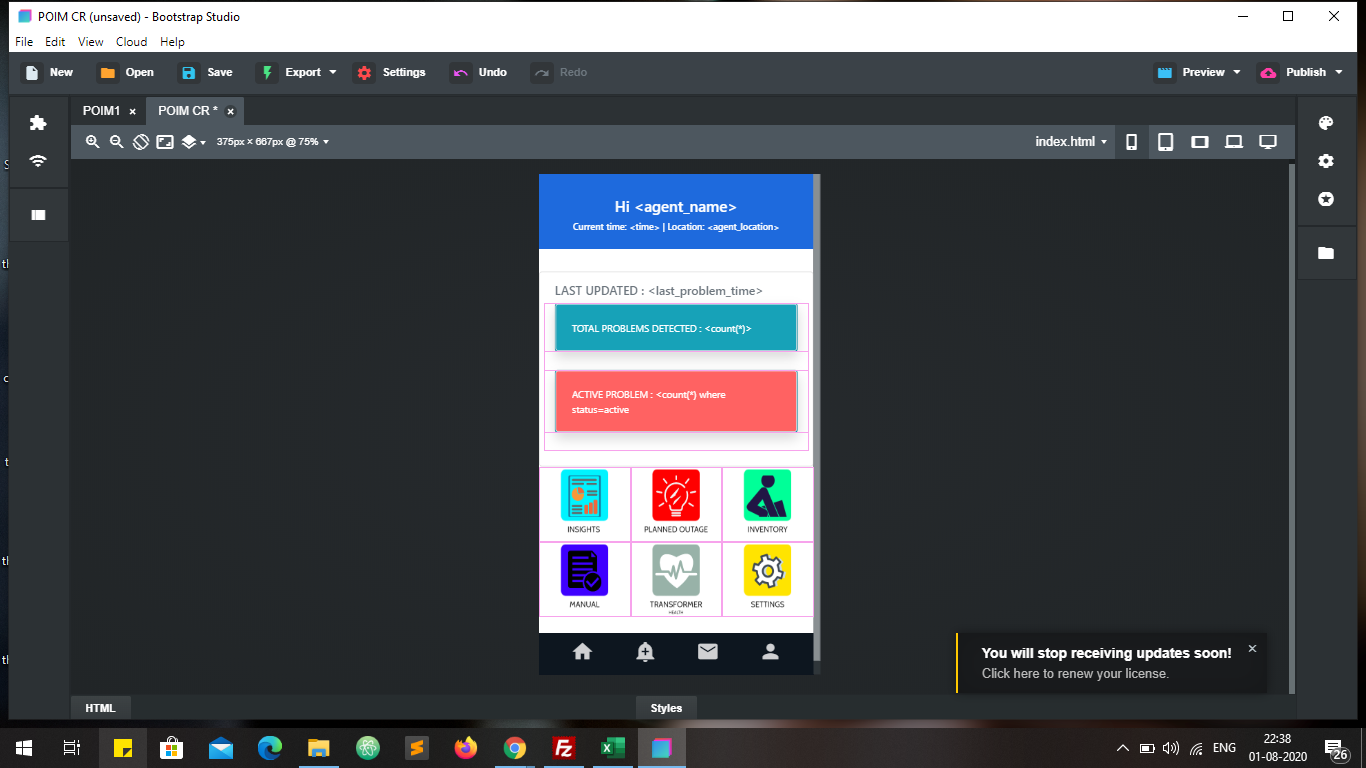 POIM CR (unsaved) - Bootstrap Studio
File Edit View Cloud Help
New Open Save Export Settings Undo Redo Preview Publish
POIM1 × POIM CR * ×
375px × 667px @ 75% index.html
Hi <agent_name>
Current time: <time> | Location: <agent_location>
LAST UPDATED : <last_problem_time>
TOTAL PROBLEMS DETECTED : <count(*)>
ACTIVE PROBLEM : <count(*) where
status=active
INSIGHTS PLANNED OUTAGE INVENTORY
MANUAL TRANSFORMER SETTINGS
HEALTH
You will stop receiving updates soon! ×
Click here to renew your license.
HTML Styles
ENG 22:38
01-08-2020 26